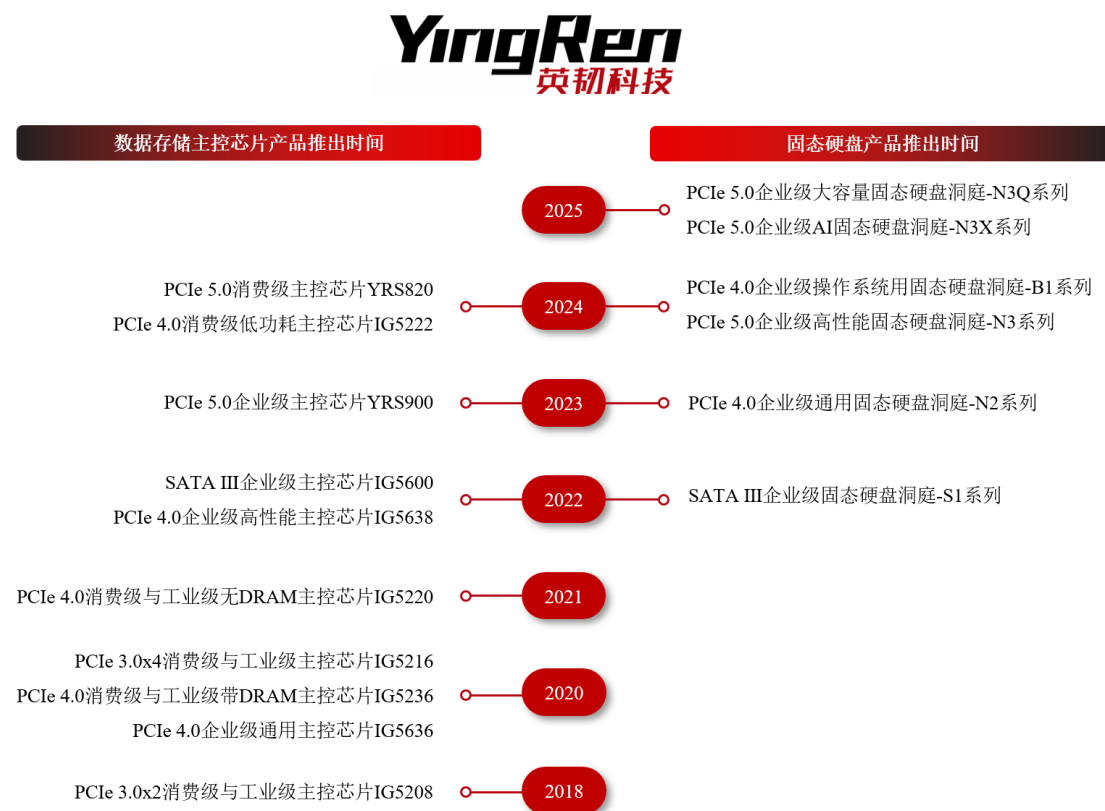 YingRen
英韧科技
数据存储主控芯片产品推出时间
固态硬盘产品推出时间
2025
PCIe 5.0企业级大容量固态硬盘洞庭-N3Q系列
PCIe 5.0企业级AI固态硬盘洞庭-N3X系列
PCIe 5.0消费级主控芯片YRS820
PCIe 4.0消费级低功耗主控芯片IG5222
2024
PCIe 4.0企业级操作系统用固态硬盘洞庭-B1系列
PCIe 5.0企业级高性能固态硬盘洞庭-N3系列
PCIe 5.0企业级主控芯片YRS900
2023
PCIe 4.0企业级通用固态硬盘洞庭-N2系列
SATA III企业级主控芯片IG5600
PCIe 4.0企业级高性能主控芯片IG5638
2022
SATA III企业级固态硬盘洞庭-S1系列
PCIe 4.0消费级与工业级无DRAM主控芯片IG5220
2021
PCIe 3.0x4消费级与工业级主控芯片IG5216
PCIe 4.0消费级与工业级带DRAM主控芯片IG5236
PCIe 4.0企业级通用主控芯片IG5636
2020
PCIe 3.0x2消费级与工业级主控芯片IG5208
2018